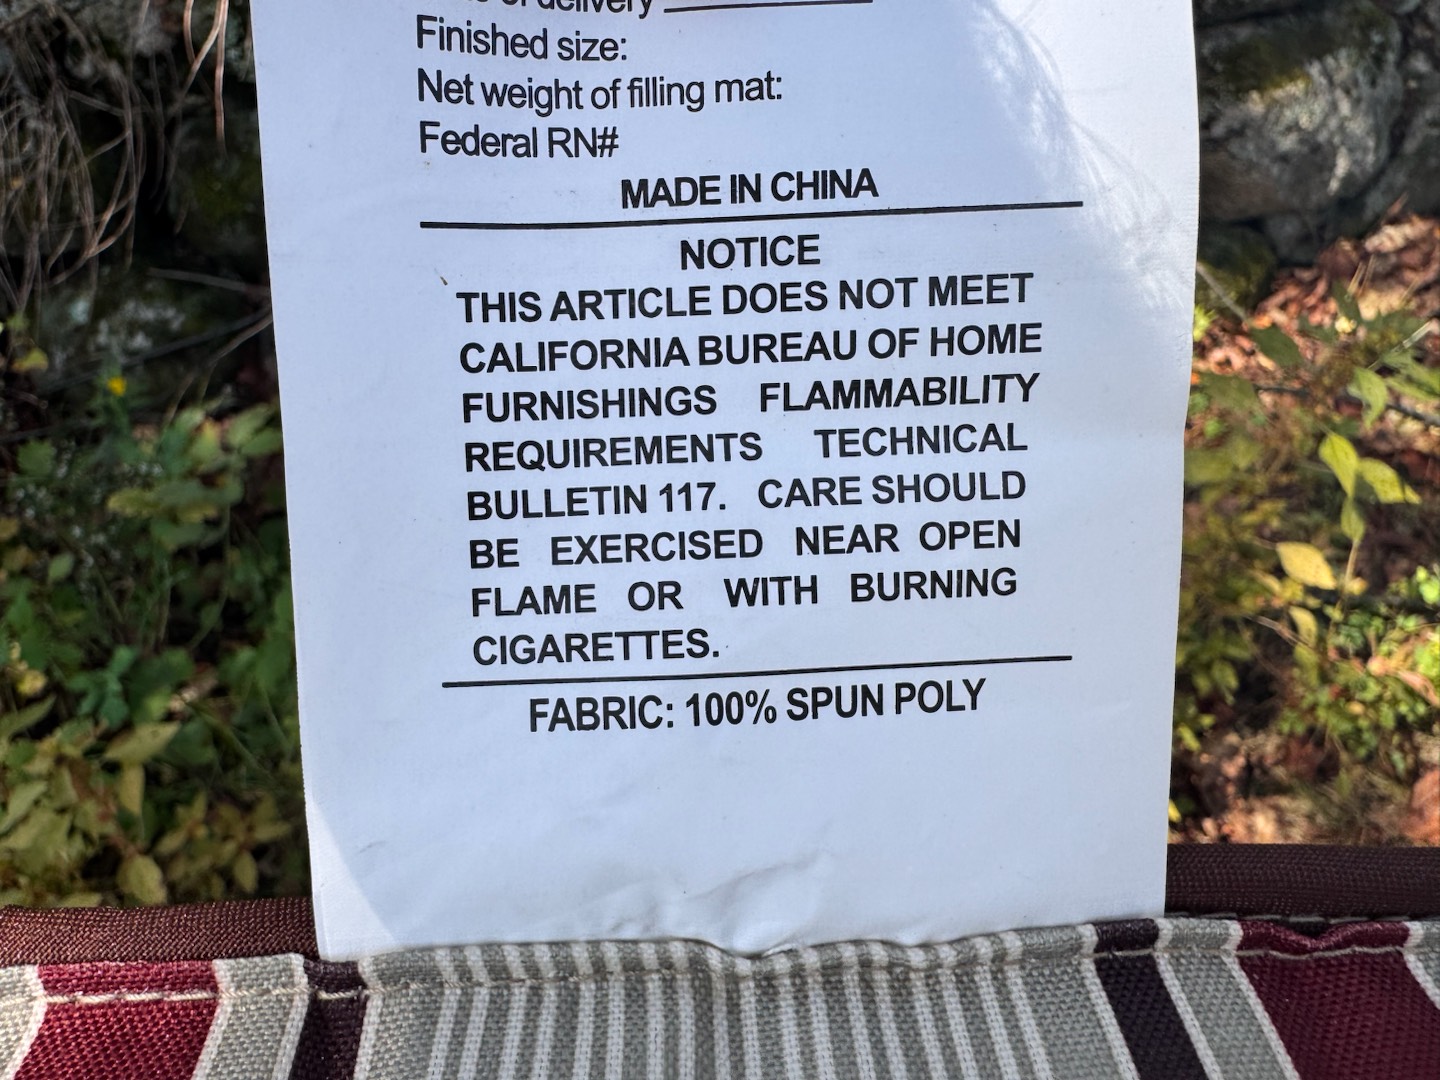 of delivery
Finished size:
Net weight of filling mat:
Federal RN#
MADE IN CHINA
NOTICE
THIS ARTICLE DOES NOT MEET
CALIFORNIA BUREAU OF HOME
FURNISHINGS FLAMMABILITY
REQUIREMENTS TECHNICAL
BULLETIN 117. CARE SHOULD
BE EXERCISED NEAR OPEN
FLAME OR WITH BURNING
CIGARETTES.
FABRIC: 100% SPUN POLY